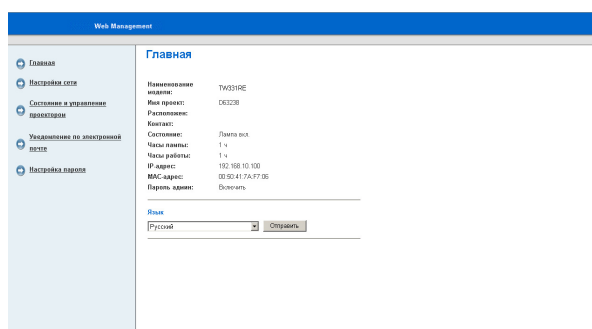 Web Management
Главная
Настройки сети
Состояние и управление
проектором
Уведомление по электронной
почте
Настройка пароля
Главная
Наименование
модели:
TW331RE
Имя проект:
D63238
Расположен:
Контакт:
Состояние:
Лампа вкл.
Часы лампы:
1 ч
Часы работы:
1 ч
IP-адрес:
192.168.10.100
MAC-адрес:
00:50:41:7A:F7:06
Пароль админ:
Включить
Язык
Русский
Отправить